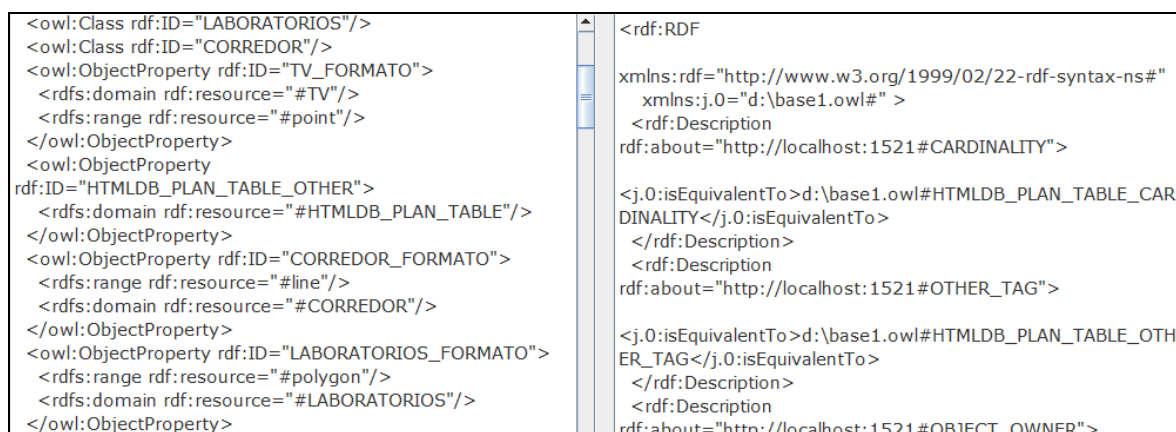 <owl:Class rdf:ID="LABORATORIOS"/>
<owl:Class rdf:ID="CORREDOR"/>
<owl:ObjectProperty rdf:ID="TV_FORMATO">
<rdfs:domain rdf:resource="#TV"/>
<rdfs:range rdf:resource="#point"/>
</owl:ObjectProperty>
<owl:ObjectProperty
rdf:ID="HTMLDB_PLAN_TABLE_OTHER">
<rdfs:domain rdf:resource="#HTMLDB_PLAN_TABLE"/>
</owl:ObjectProperty>
<owl:ObjectProperty rdf:ID="CORREDOR_FORMATO">
<rdfs:range rdf:resource="#line"/>
<rdfs:domain rdf:resource="#CORREDOR"/>
</owl:ObjectProperty>
<owl:ObjectProperty rdf:ID="LABORATORIOS_FORMATO">
<rdfs:range rdf:resource="#polygon"/>
<rdfs:domain rdf:resource="#LABORATORIOS"/>
</owl:ObjectProperty>
<rdf:RDF
xmlns:rdf="http://www.w3.org/1999/02/22-rdf-syntax-ns#"
xmlns:j.0="d:\base1.owl#" >
<rdf:Description
rdf:about="http://localhost:1521#CARDINALITY">
<j.0:isEquivalentTo>d:\base1.owl#HTMLDB_PLAN_TABLE_CAR
DINALITY</j.0:isEquivalentTo>
</rdf:Description>
<rdf:Description
rdf:about="http://localhost:1521#OTHER_TAG">
<j.0:isEquivalentTo>d:\base1.owl#HTMLDB_PLAN_TABLE_OTH
ER_TAG</j.0:isEquivalentTo>
</rdf:Description>
<rdf:Description
rdf:about="http://localhost:1521#OBJECT_OWNER">